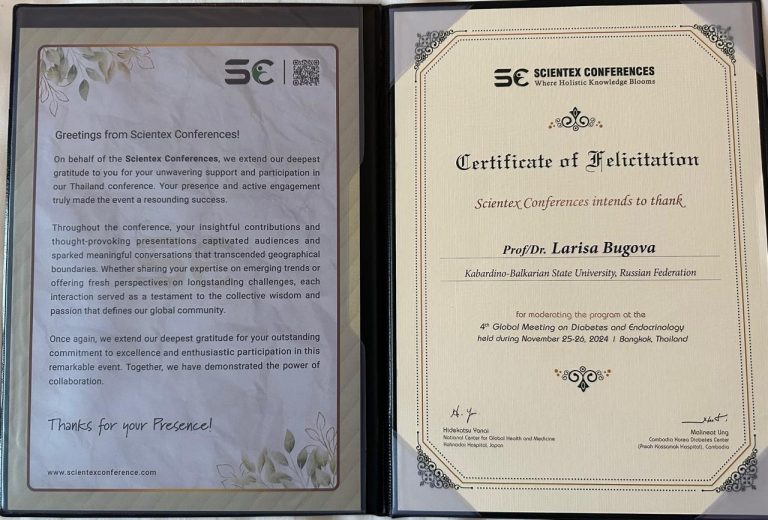 SC
Greetings from Scientex Conferences!
On behalf of the Scientex Conferences, we extend our deepest
gratitude to you for your unwavering support and participation in
our Thailand conference. Your presence and active engagement
truly made the event a resounding success.
Throughout the conference, your insightful contributions and
thought-provoking presentations captivated audiences and
sparked meaningful conversations that transcended geographical
boundaries. Whether sharing your expertise on emerging trends or
offering fresh perspectives on longstanding challenges, each
interaction served as a testament to the collective wisdom and
passion that defines our global community.
Once again, we extend our deepest gratitude for your outstanding
commitment to excellence and enthusiastic participation in this
remarkable event. Together, we have demonstrated the power of
collaboration.
Thanks for your Presence!
www.scientexconference.com
SC SCIENTEX CONFERENCES
Where Holistic Knowledge Blooms
Certificate of Felicitation
Scientex Conferences intends to thank
Prof/Dr. Larisa Bugova
Kabardino-Balkarian State University, Russian Federation
for moderating the program at the
4th Global Meeting on Diabetes and Endocrinology
held during November 25-26, 2024 | Bangkok, Thailand
Hidekatsu Yanai
National Center for Global Health and Medicine
Kohnodai Hospital, Japan
Malineat Ung
Cambodia Korea Diabetes Center
(Preah Kossamak Hospital), Cambodia